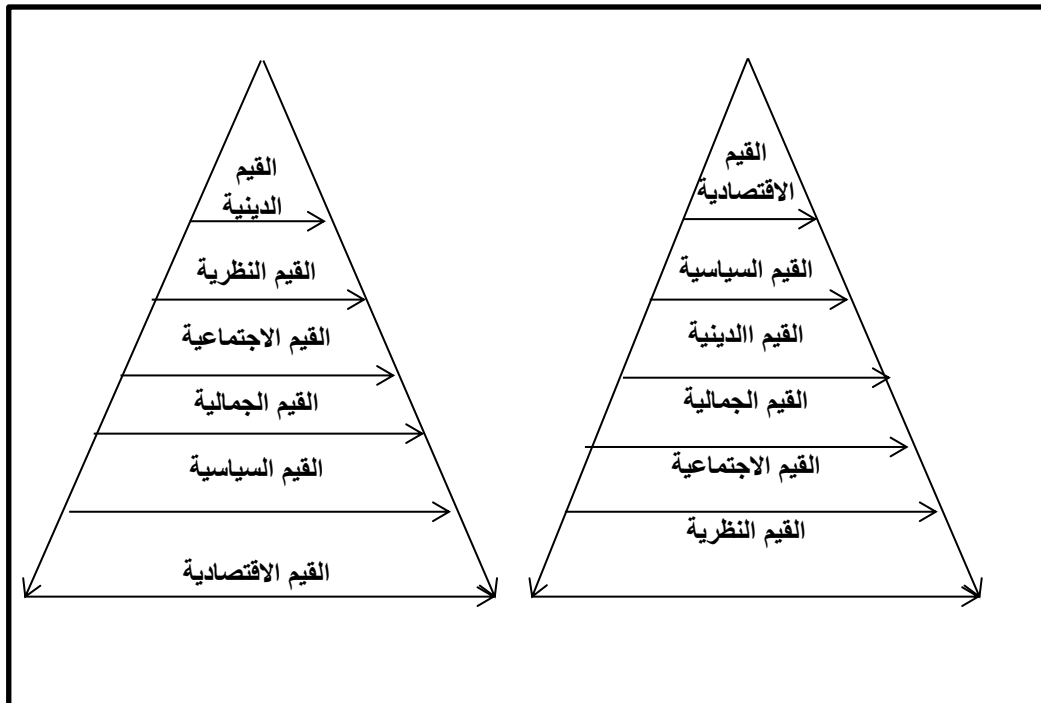 القيم
الاقتصادية
القيم السياسية
القيم االدينية
القيم الجمالية
القيم الاجتماعية
القيم النظرية
القيم
الدينية
القيم النظرية
القيم الاجتماعية
القيم الجمالية
القيم السياسية
القيم الاقتصادية